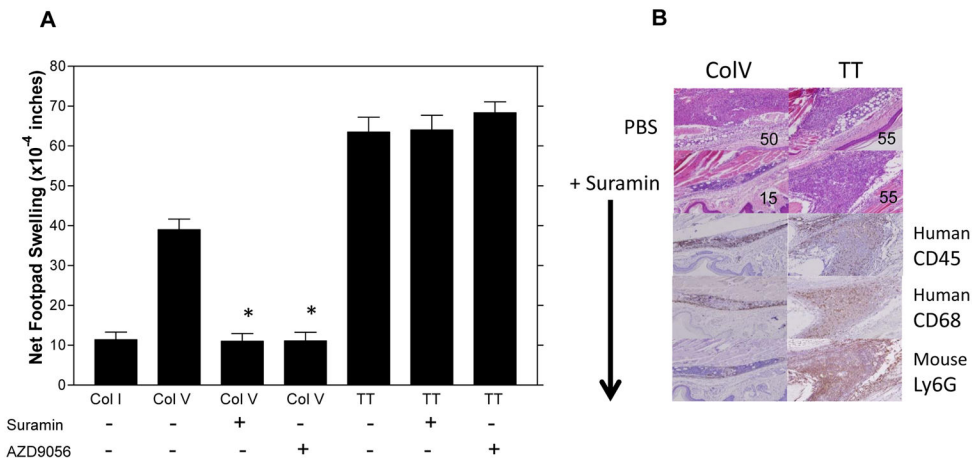 A
Net Footpad Swelling (x10-4 inches)
80
70
60
50
40
30
20
10
0
* *
Col I Col V Col V Col V TT TT TT
Suramin - - + - - + -
AZD9056 - - - + - - +
B
ColV TT
PBS
50 55
+ Suramin
15 55
Human
CD45
Human
CD68
Mouse
Ly6G